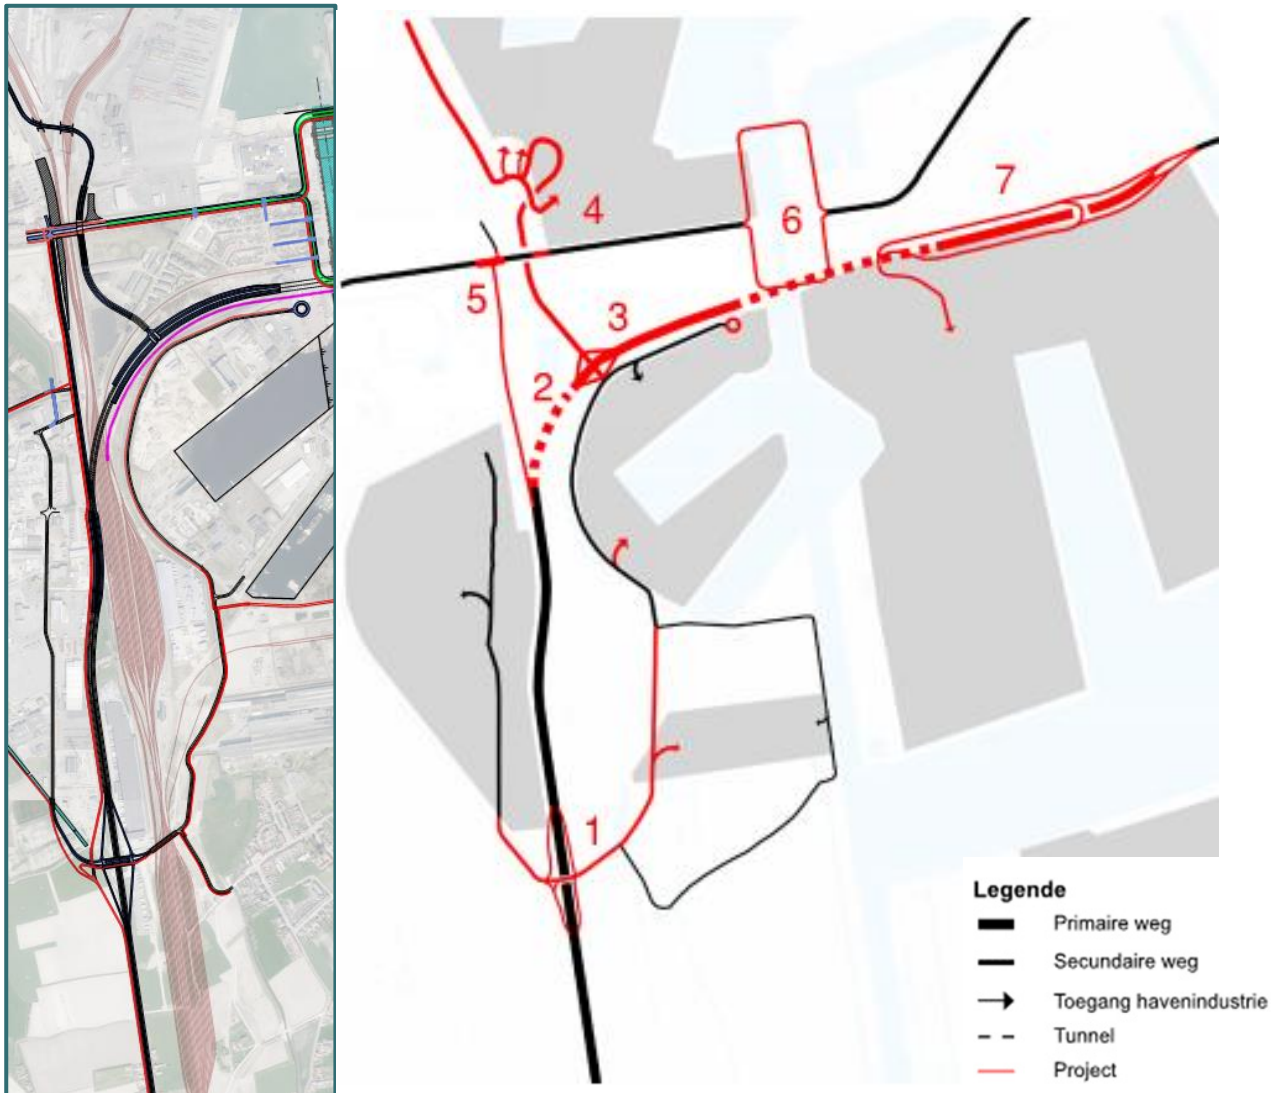 7
4
6
5
3
2
1
Legende
Primaire weg
Secundaire weg
Toegang havenindustrie
Tunnel
Project